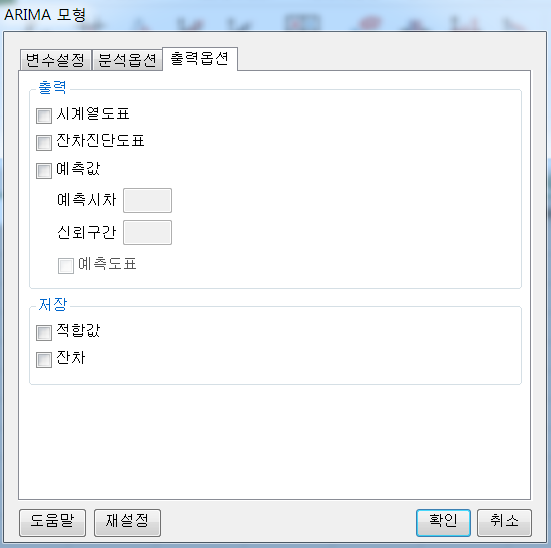 ARIMA 모형
변수설정 분석옵션 출력옵션
출력
시계열도표
잔차진단도표
예측값
예측시차
신뢰구간
예측도표
저장
적합값
잔차
도움말 재설정 확인 취소